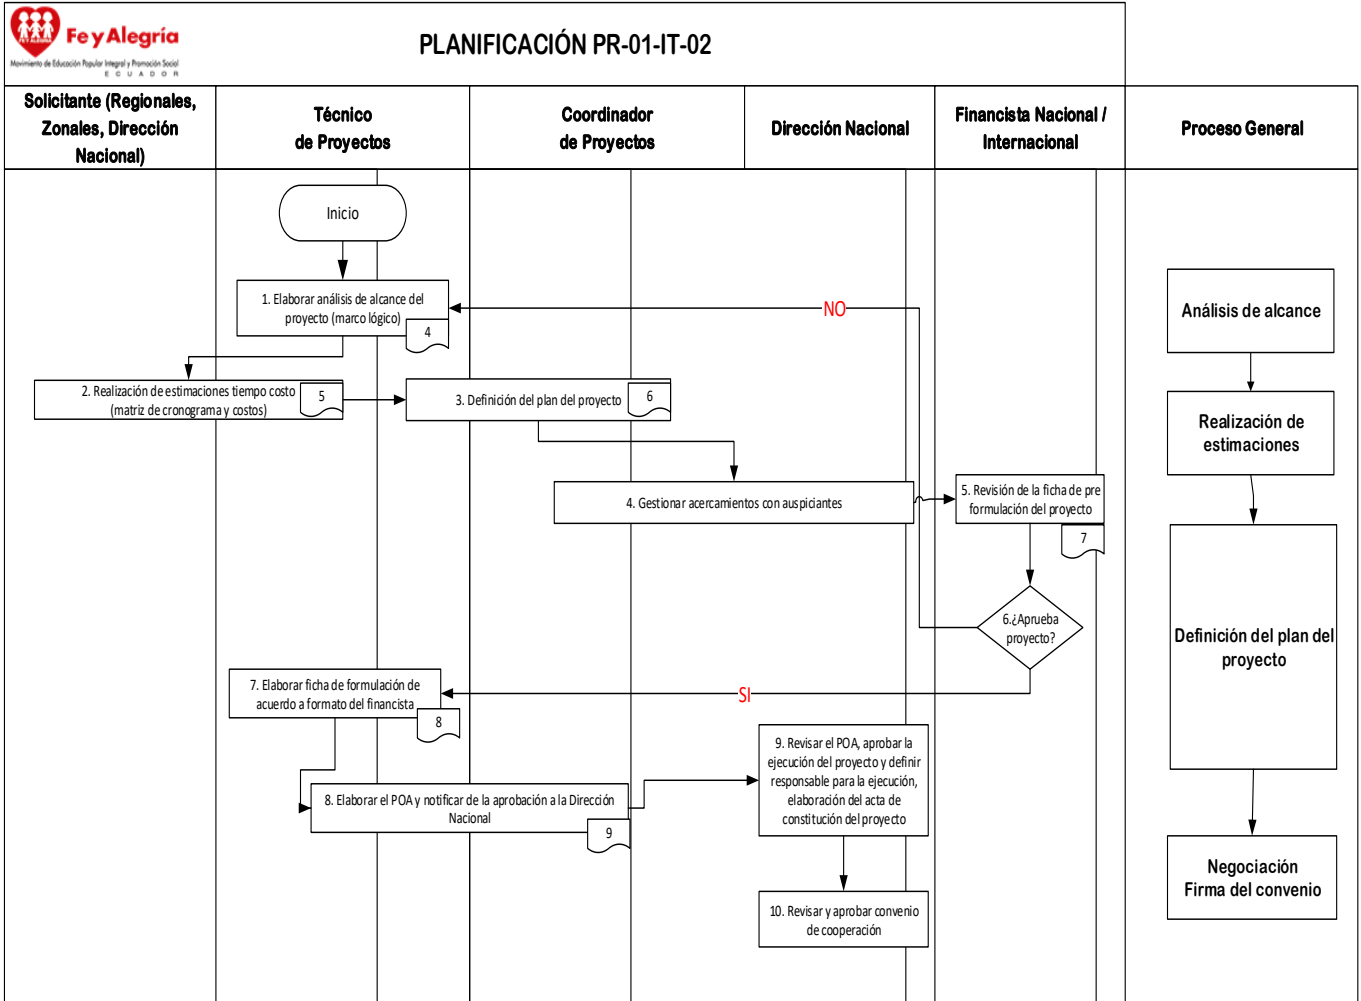 Fe y Alegría
Movimiento de Educación Popular Integral y Promoción Social
ECUADOR
PLANIFICACIÓN PR-01-IT-02
Solicitante (Regionales,
Zonales, Dirección
Nacional)
Técnico
de Proyectos
Coordinador
de Proyectos
Dirección Nacional
Financista Nacional /
Internacional
Proceso General
Inicio
1. Elaborar análisis de alcance del
proyecto (marco lógico)
4
NO
2. Realización de estimaciones tiempo costo
(matriz de cronograma y costos)
5
3. Definición del plan del proyecto
6
4. Gestionar acercamientos con auspiciantes
5. Revisión de la ficha de pre
formulación del proyecto
7
6.¿Aprueba
proyecto?
SI
7. Elaborar ficha de formulación de
acuerdo a formato del financista
8
8. Elaborar el POA y notificar de la aprobación a la Dirección
Nacional
9
9. Revisar el POA, aprobar la
ejecución del proyecto y definir
responsable para la ejecución,
elaboración del acta de
constitución del proyecto
10. Revisar y aprobar convenio
de cooperación
Análisis de alcance
Realización de
estimaciones
Definición del plan del
proyecto
Negociación
Firma del convenio